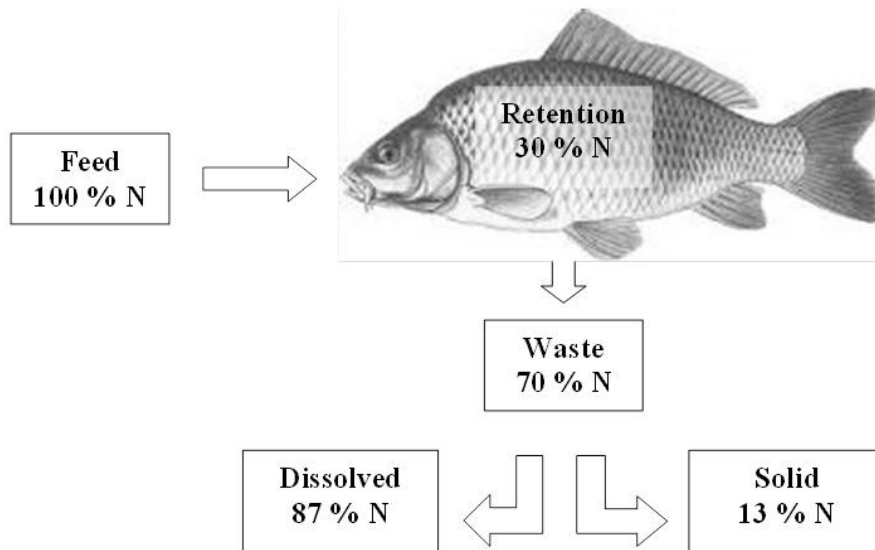 Retention
30 % N
Feed
100 % N
Waste
70 % N
Dissolved
87 % N
Solid
13 % N